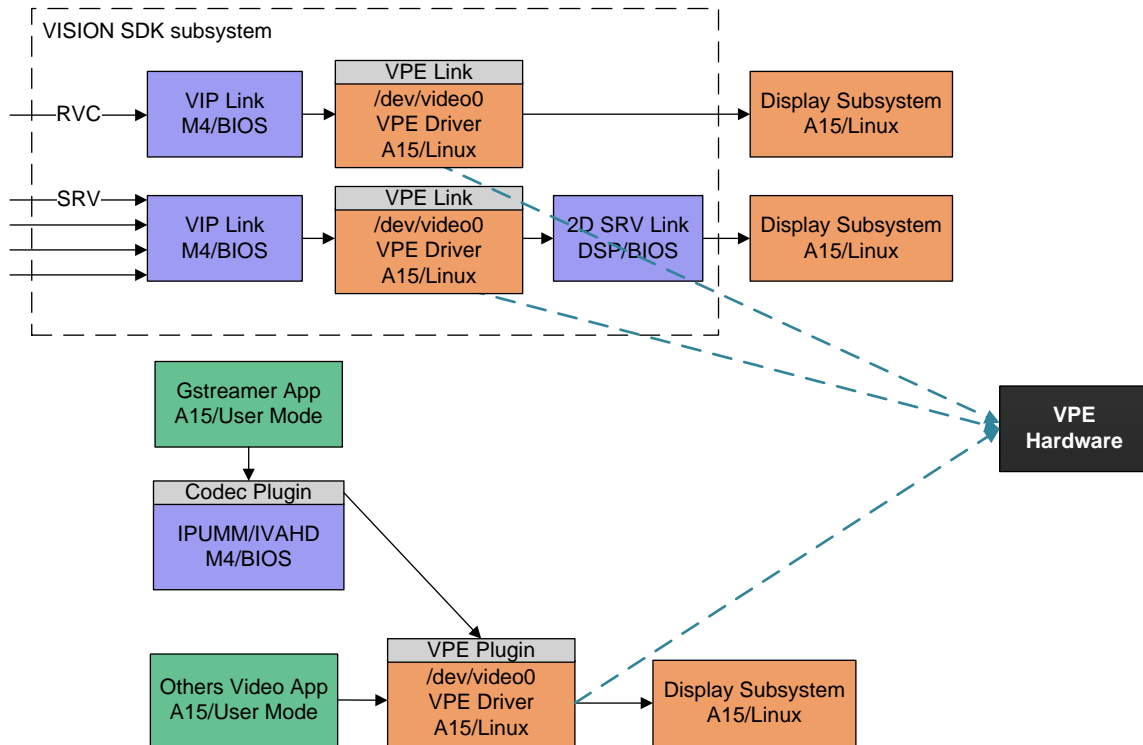 VISION SDK subsystem
RVC
VIP Link
M4/BIOS
VPE Link
/dev/video0
VPE Driver
A15/Linux
Display Subsystem
A15/Linux
SRV
VIP Link
M4/BIOS
VPE Link
/dev/video0
VPE Driver
A15/Linux
2D SRV Link
DSP/BIOS
Display Subsystem
A15/Linux
Gstreamer App
A15/User Mode
VPE
Hardware
Codec Plugin
IPUMM/IVAHD
M4/BIOS
Others Video App
A15/User Mode
VPE Plugin
/dev/video0
VPE Driver
A15/Linux
Display Subsystem
A15/Linux